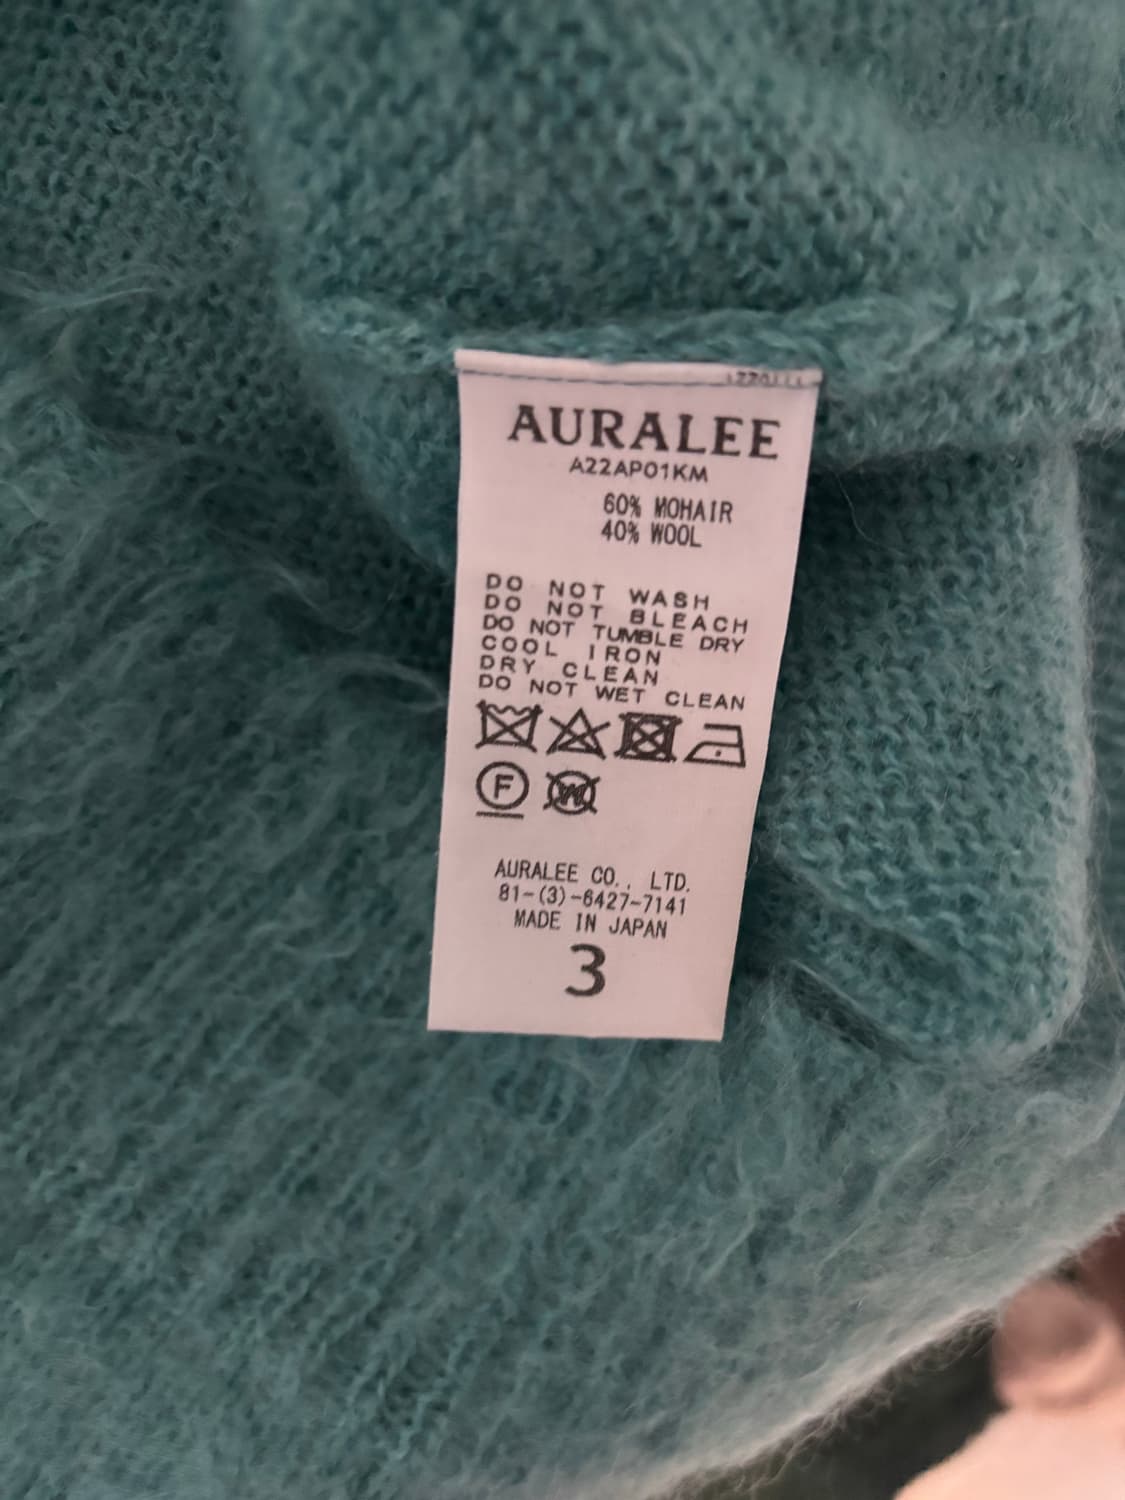 AURALEE
A22AP01KM
60% MOHAIR
40% WOOL
DO NOT WASH
DO NOT BLEACH
DO NOT TUMBLE DRY
COOL IRON
DRY CLEAN
DO NOT WET CLEAN
F
W
AURALEE CO., LTD.
81-(3)-6427-7141
MADE IN JAPAN
3